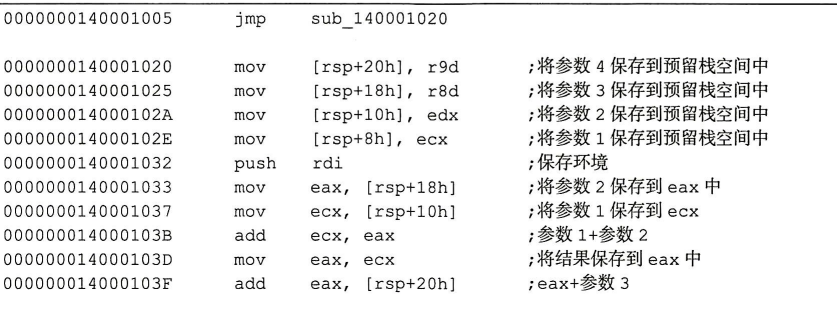 0000000140001005 jmp sub_140001020
0000000140001020 mov [rsp+20h], r9d ;将参数 4 保存到预留栈空间中
0000000140001025 mov [rsp+18h], r8d ;将参数 3 保存到预留栈空间中
000000014000102A mov [rsp+10h], edx ;将参数 2 保存到预留栈空间中
000000014000102E mov [rsp+8h], ecx ;将参数 1 保存到预留栈空间中
0000000140001032 push rdi ;保存环境
0000000140001033 mov eax, [rsp+18h] ;将参数 2 保存到 eax 中
0000000140001037 mov ecx, [rsp+10h] ;将参数 1 保存到 ecx
000000014000103B add ecx, eax ;参数 1+参数 2
000000014000103D mov eax, ecx ;将结果保存到 eax 中
000000014000103F add eax, [rsp+20h] ;eax+参数 3